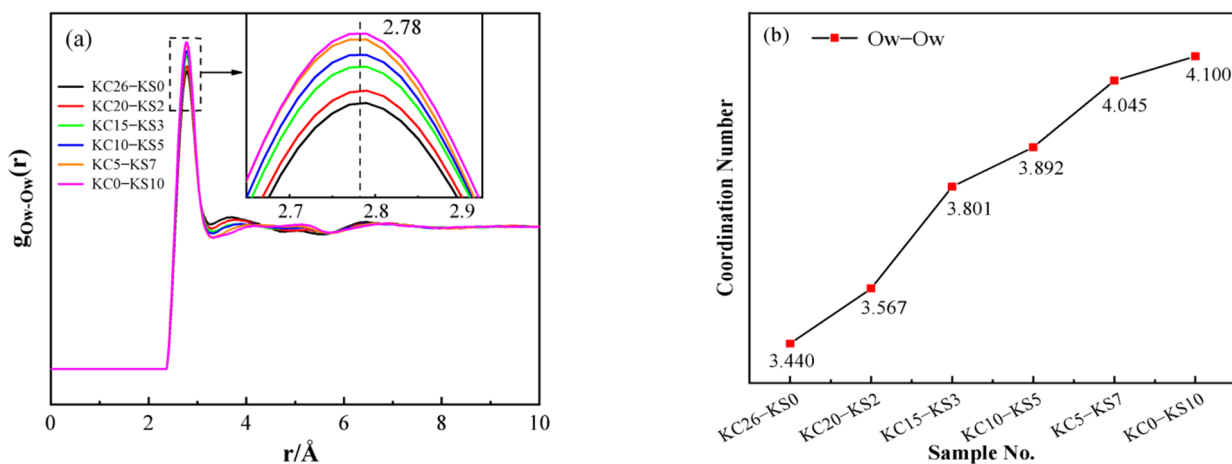 (a)
2.78
2.7
2.8
2.9
KC26−KS0
KC20−KS2
KC15−KS3
KC10−KS5
KC5−KS7
KC0−KS10
gOw-Ow(r)
0
2
4
6
8
10
r/Å
(b)
Ow−Ow
4.100
4.045
3.892
3.801
3.567
3.440
Coordination Number
KC26−KS0
KC20−KS2
KC15−KS3
KC10−KS5
KC5−KS7
KC0−KS10
Sample No.